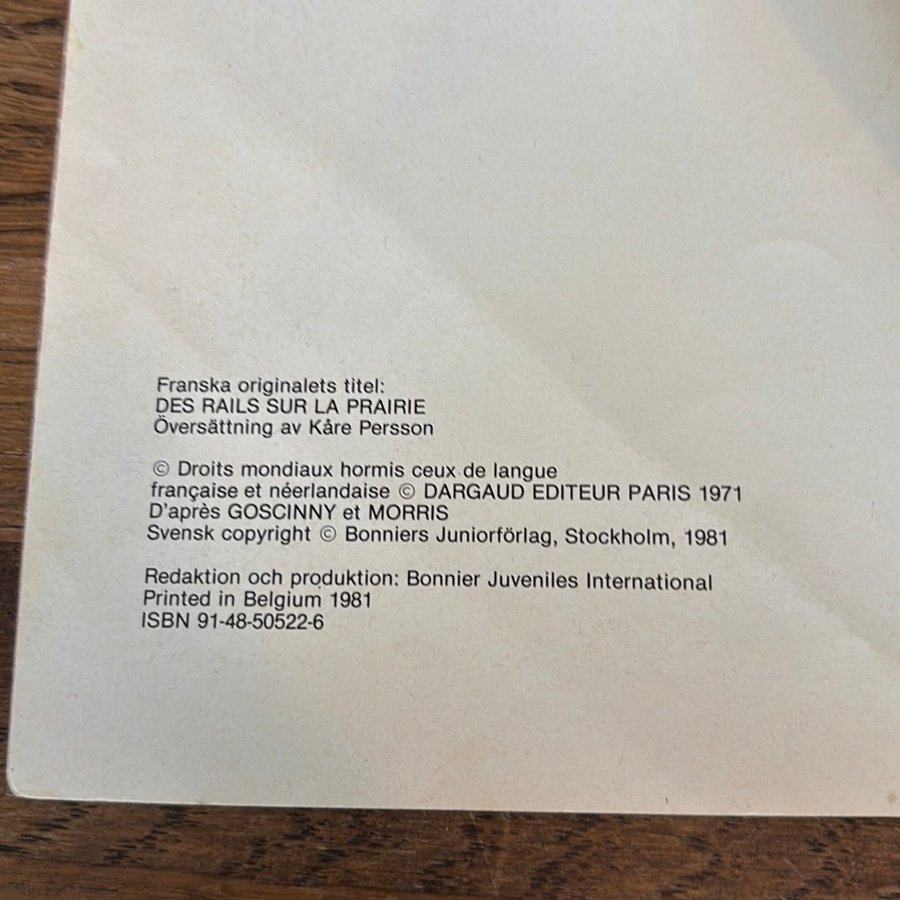 Franska originalets titel:
DES RAILS SUR LA PRAIRIE
Översättning av Kåre Persson
© Droits mondiaux hormis ceux de langue
française et néerlandaise © DARGAUD EDITEUR PARIS 1971
D'après GOSCINNY et MORRIS
Svensk copyright © Bonniers Juniorförlag, Stockholm, 1981
Redaktion och produktion: Bonnier Juveniles International
Printed in Belgium 1981
ISBN 91-48-50522-6